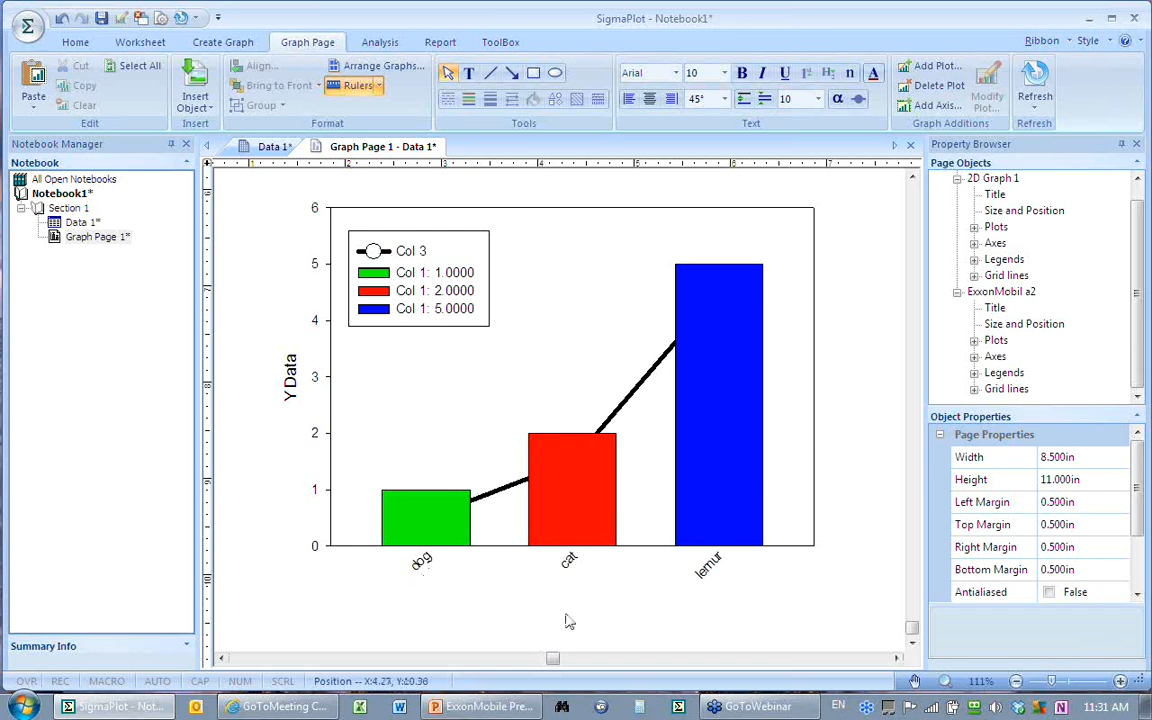 SigmaPlot - Notebook1*
Σ
Home Worksheet Create Graph Graph Page Analysis Report ToolBox
Ribbon Style
Paste
Cut
Copy
Clear
Select All
Edit
Insert
Object
Insert
Align...
Bring to Front
Group
Arrange Graphs...
Rulers
Format
T
Tools
Arial 10 B I U H₂ n A
45° 10 α
Text
Add Plot...
Delete Plot
Add Axis...
Modify
Plot...
Graph Additions
Refresh
Refresh
Notebook Manager
Notebook
All Open Notebooks
Notebook1*
Section 1
Data 1*
Graph Page 1*
Summary Info
Data 1* Graph Page 1 - Data 1*
2 3 4 5 6 7
6
5
4
3
2
1
0
Y Data
Col 3
Col 1: 1.0000
Col 1: 2.0000
Col 1: 5.0000
dog cat lemur
Property Browser
Page Objects
2D Graph 1
Title
Size and Position
Plots
Axes
Legends
Grid lines
ExxonMobil a2
Title
Size and Position
Plots
Axes
Legends
Grid lines
Object Properties
Page Properties
Width 8.500in
Height 11.000in
Left Margin 0.500in
Top Margin 0.500in
Right Margin 0.500in
Bottom Margin 0.500in
Antialiased False
OVR REC MACRO AUTO CAP NUM SCRL
111%
SigmaPlot - Not... GoToMeeting C... ExxonMobile Pre... GoToWebinar EN 11:31 AM